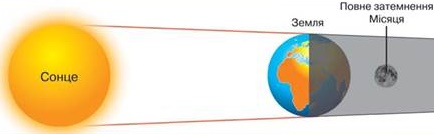 Повне затемнення
Місяця
Земля
Сонце